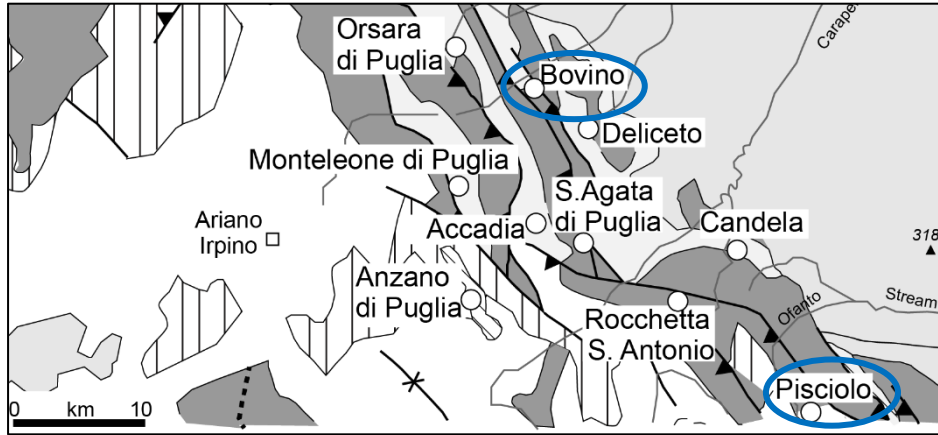 Orsara
di Puglia
Bovino
Carape
Deliceto
Monteleone di Puglia
S.Agata
di Puglia
Candela
Accadia
Ariano
Irpino
318
Anzano
di Puglia
Rocchetta
S. Antonio
Ofanto
Stream
Pisciolo
0 km 10